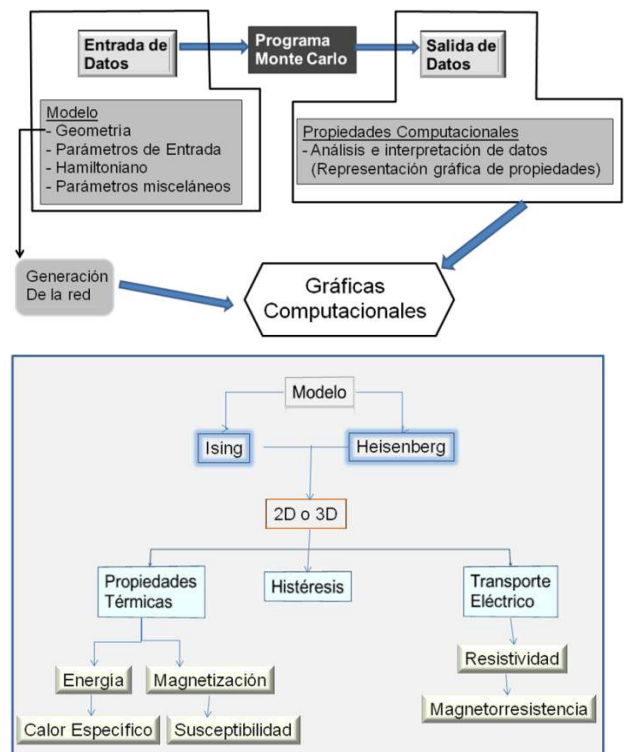 Entrada de
Datos
Programa
Monte Carlo
Salida de
Datos
Modelo
- Geometría
- Parámetros de Entrada
- Hamiltoniano
- Parámetros misceláneos
Propiedades Computacionales
- Análisis e interpretación de datos
(Representación gráfica de propiedades)
Generación
De la red
Gráficas
Computacionales
Modelo
Ising
Heisenberg
2D o 3D
Propiedades
Térmicas
Histéresis
Transporte
Eléctrico
Energía
Magnetización
Resistividad
Calor Específico
Susceptibilidad
Magnetorresistencia